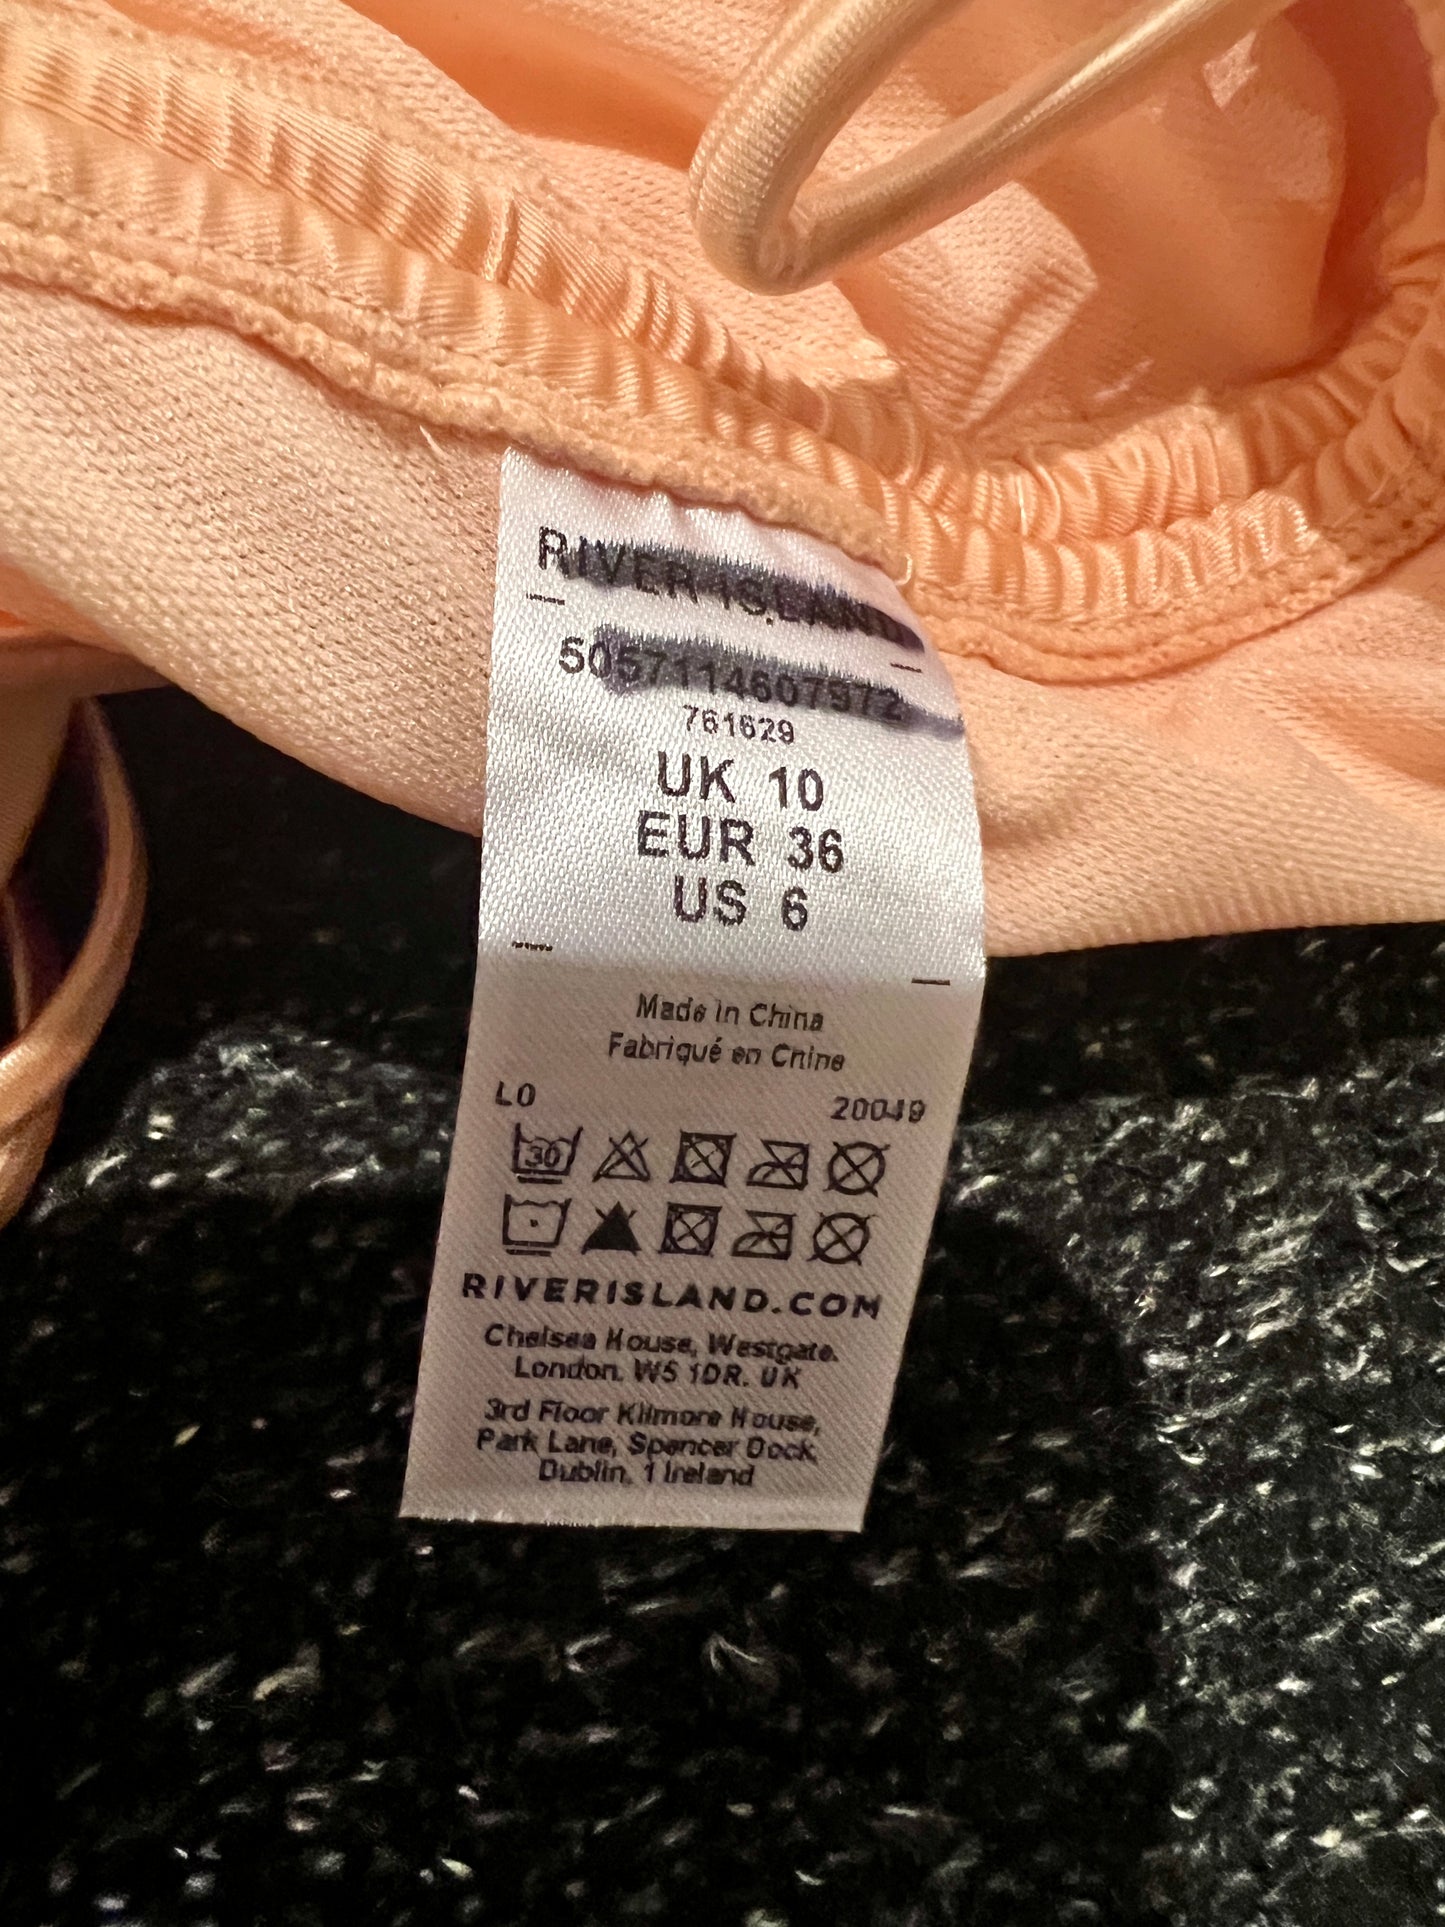 RIVER ISLAND
5057114607972
761629
UK 10
EUR 36
US 6
Made in China
Fabriqué en Chine
L0 20049
30
RIVERISLAND.COM
Chelsea House, Westgate.
London. W5 1DR. UK
3rd Floor Kilmore House,
Park Lane, Spencer Dock,
Dublin, 1 Ireland